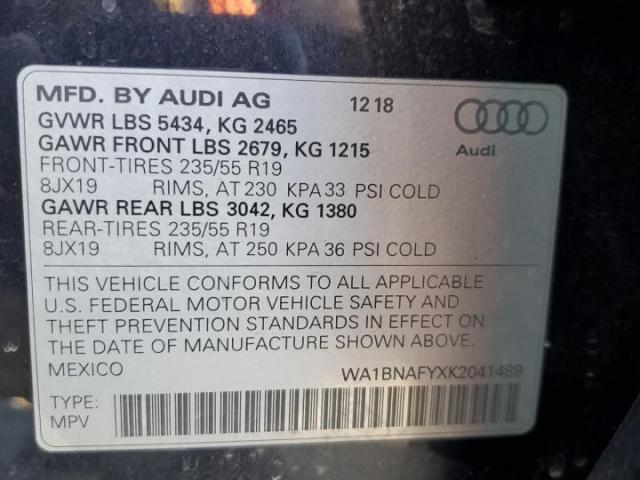 MFD. BY AUDI AG 12 18
GVWR LBS 5434, KG 2465
GAWR FRONT LBS 2679, KG 1215
Audi
FRONT-TIRES 235/55 R19
8JX19 RIMS, AT 230 KPA 33 PSI COLD
GAWR REAR LBS 3042, KG 1380
REAR-TIRES 235/55 R19
8JX19 RIMS, AT 250 KPA 36 PSI COLD
THIS VEHICLE CONFORMS TO ALL APPLICABLE
U.S. FEDERAL MOTOR VEHICLE SAFETY AND
THEFT PREVENTION STANDARDS IN EFFECT ON
THE DATE OF MANUFACTURE SHOWN ABOVE.
MEXICO WA1BNAFYXK2041489
TYPE:
MPV